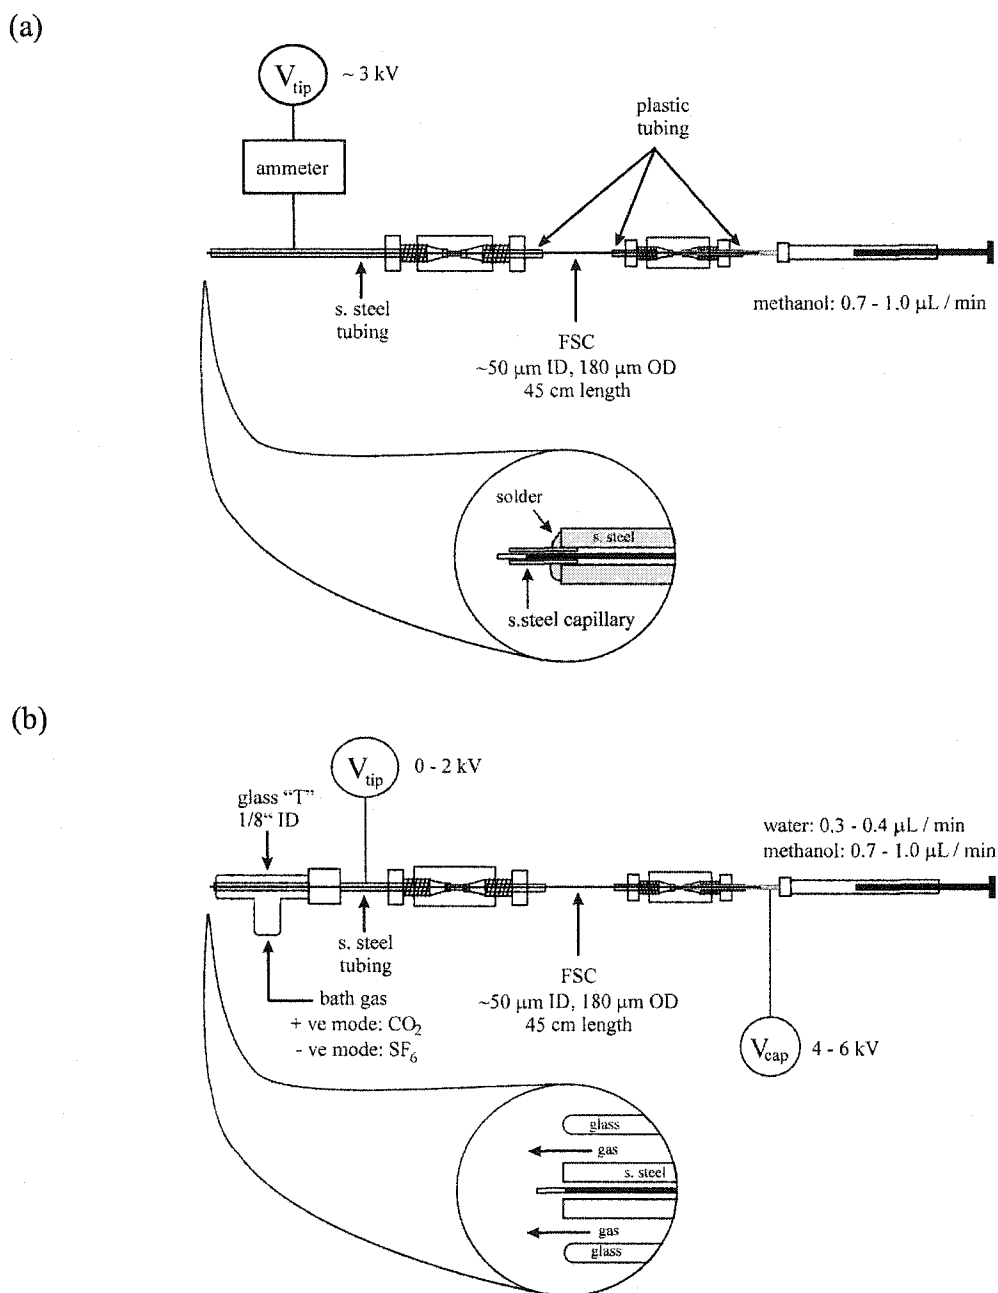 (a)
V tip
~ 3 kV
ammeter
plastic
tubing
s. steel
tubing
FSC
~50 μm ID, 180 μm OD
45 cm length
methanol: 0.7 - 1.0 μL / min
solder
s. steel
s.steel capillary
(b)
V tip
0 - 2 kV
glass “T”
1/8“ ID
water: 0.3 - 0.4 μL / min
methanol: 0.7 - 1.0 μL / min
s. steel
tubing
bath gas
+ ve mode: CO2
- ve mode: SF6
FSC
~50 μm ID, 180 μm OD
45 cm length
V cap
4 - 6 kV
glass
gas
s. steel
gas
glass